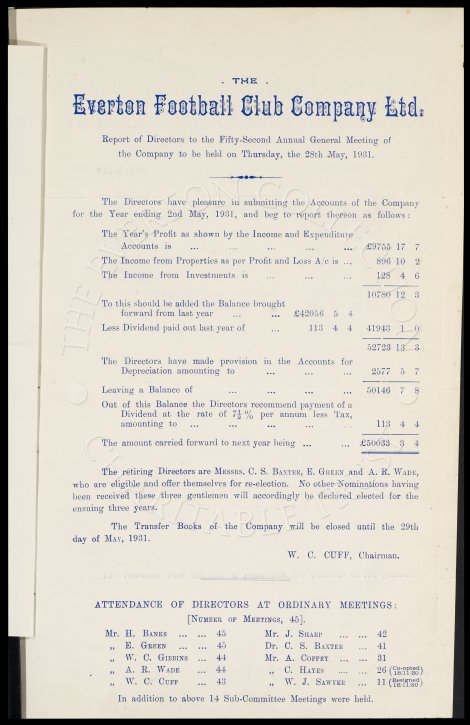 . THE .
Everton Football Club Company Ltd.
Report of Directors to the Fifty-Second Annual General Meeting of
the Company to be held on Thursday, the 28th May, 1931.
The Directors have pleasure in submitting the Accounts of the Company
for the Year ending 2nd May, 1931, and beg to report thereon as follows:
The Year's Profit as shown by the Income and Expenditure
Accounts is ... ... ... ... ... £9755 17 7
The Income from Properties as per Profit and Loss A/c is ... 896 10 2
The Income from Investments is ... ... ... 128 4 6
10780 12 3
To this should be added the Balance brought
forward from last year ... ... £42056 5 4
Less Dividend paid out last year of ... 113 4 4 41943 1 0
52723 13 3
The Directors have made provision in the Accounts for
Depreciation amounting to ... ... ... 2577 5 7
Leaving a Balance of ... ... ... ... 50146 7 8
Out of this Balance the Directors recommend payment of a
Dividend at the rate of 7½% per annum less Tax,
amounting to ... ... ... ... ... 113 4 4
The amount carried forward to next year being ... ... £50033 3 4
The retiring Directors are MESSRS. C. S. BAXTER, E. GREEN and A. R. WADE,
who are eligible and offer themselves for re-election. No other Nominations having
been received these three gentlemen will accordingly be declared elected for the
ensuing three years.
The Transfer Books of the Company will be closed until the 29th
day of MAY, 1931.
W. C. CUFF, Chairman.
ATTENDANCE OF DIRECTORS AT ORDINARY MEETINGS:
[NUMBER OF MEETINGS, 45].
Mr. H. BANKS ... ... 45 Mr. J. SHARP ... ... 42
„ E. GREEN ... ... 45 Dr. C. S. BAXTER ... 41
„ W. C. GIBBINS ... 44 Mr. A. COFFEY ... ... 31
„ A. R. WADE ... 44 „ C. HAYES ... ... 26 (Co-opted 18/11/30)
„ W. C. CUFF ... 43 „ W. J. SAWYER ... 11 (Resigned 18/11/30)
In addition to above 14 Sub-Committee Meetings were held.